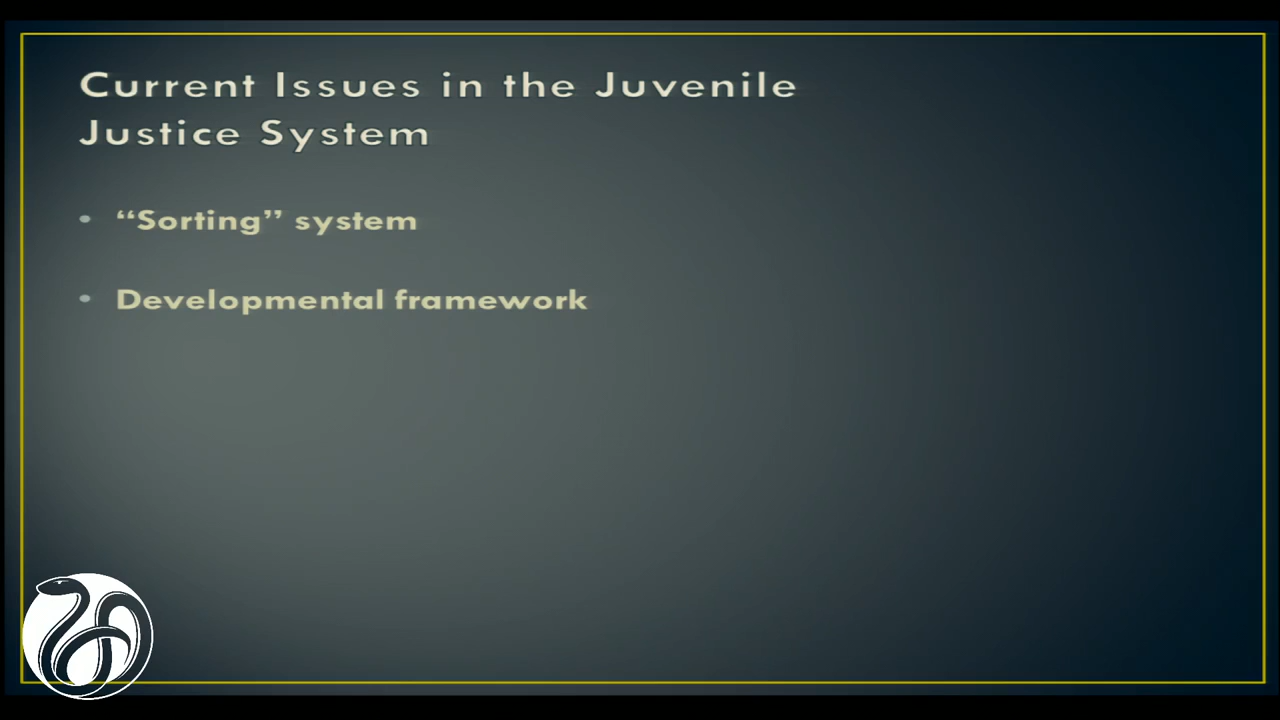 Current Issues in the Juvenile
Justice System
• “Sorting” system
• Developmental framework